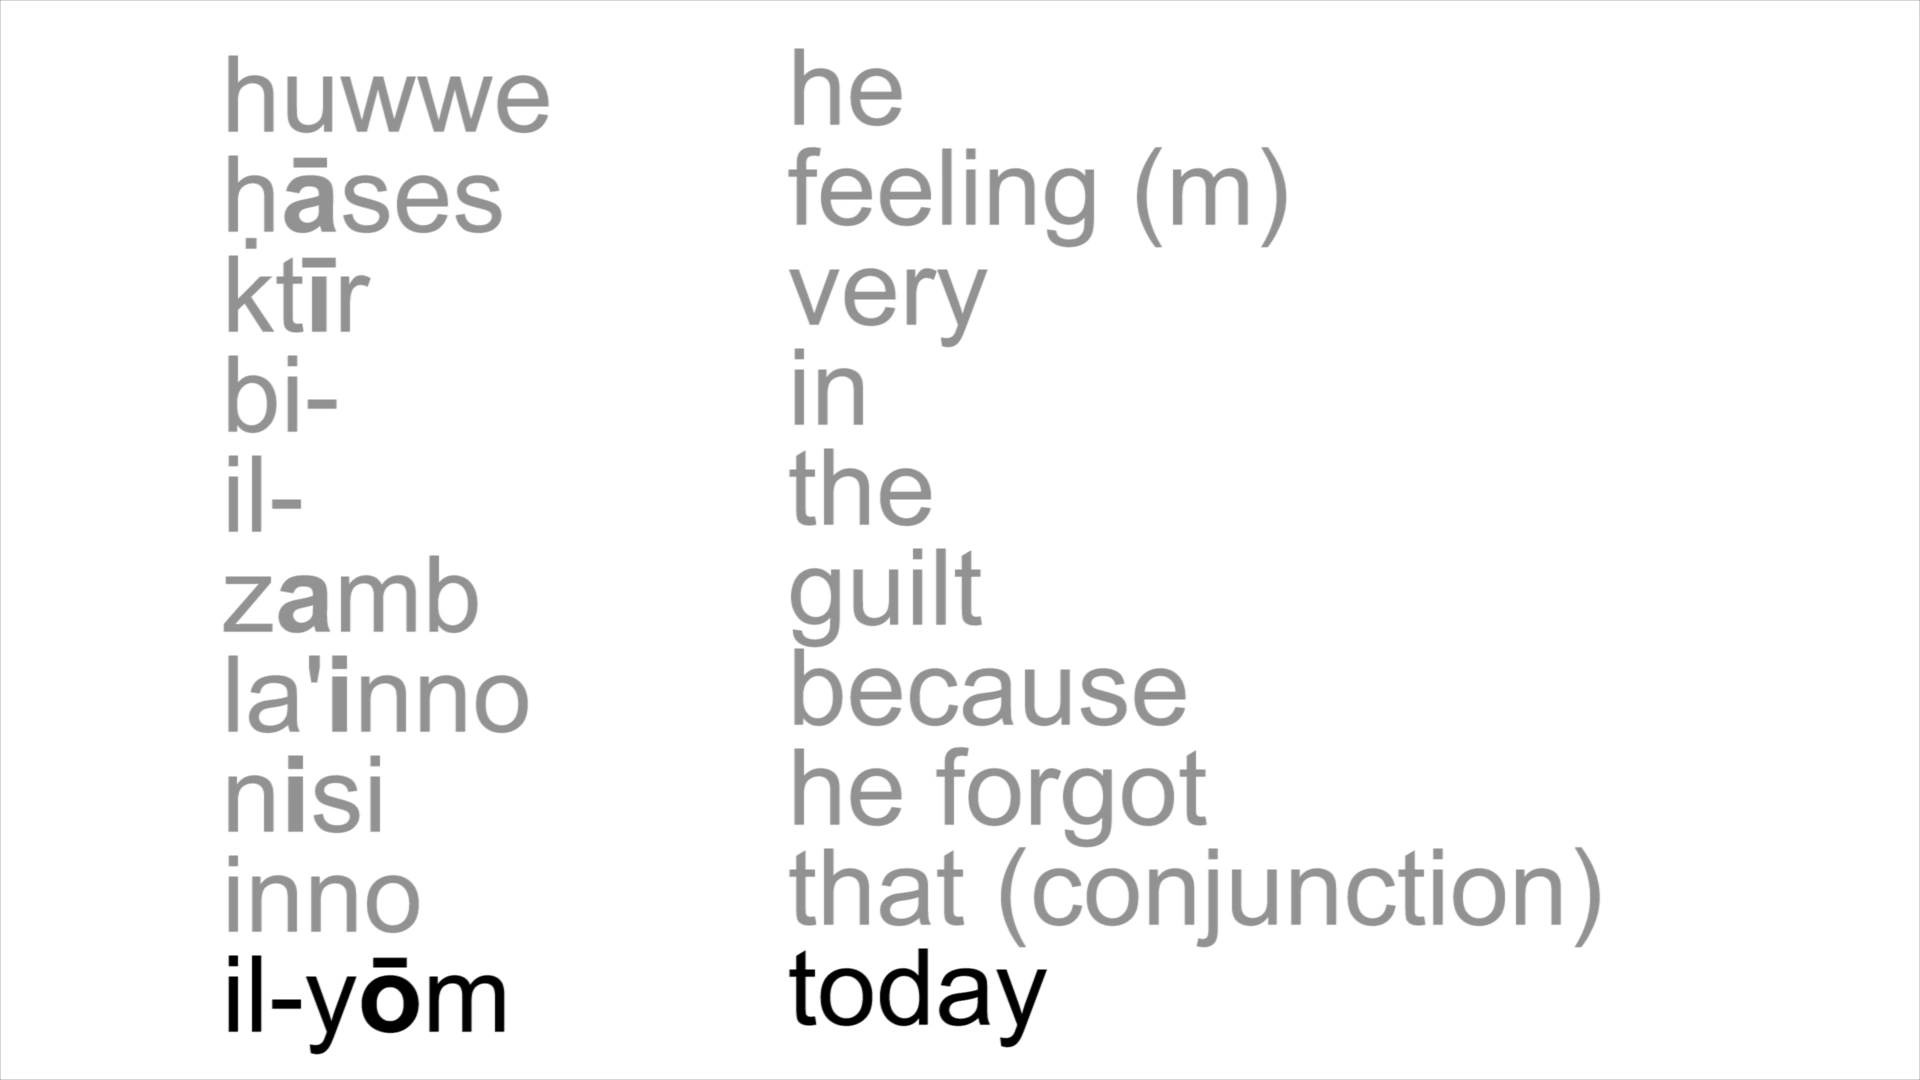 huwwe he
ḥāses feeling (m)
ktīr very
bi- in
il- the
zamb guilt
la'inno because
nisi he forgot
inno that (conjunction)
il-yōm today